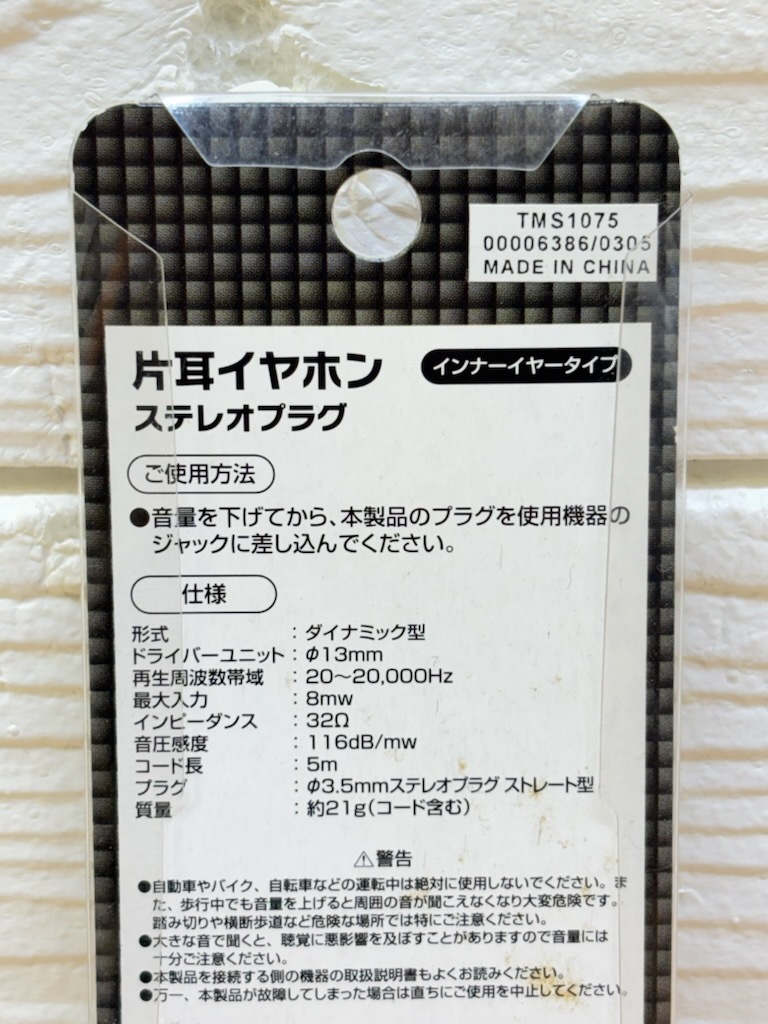 TMS1075
00006386/0305
MADE IN CHINA
片耳イヤホン インナーイヤータイプ
ステレオプラグ
ご使用方法
●音量を下げてから、本製品のプラグを使用機器の
ジャックに差し込んでください。
仕様
形式 : ダイナミック型
ドライバーユニット : φ13mm
再生周波数帯域 : 20～20,000Hz
最大入力 : 8mw
インピーダンス : 32Ω
音圧感度 : 116dB/mw
コード長 : 5m
プラグ : φ3.5mmステレオプラグ ストレート型
質量 : 約21g(コード含む)
⚠警告
●自動車やバイク、自転車などの運転中は絶対に使用しないでください。ま
た、歩行中でも音量を上げると周囲の音が聞こえなくなり大変危険です。
踏み切りや横断歩道など危険な場所では特にご注意ください。
●大きな音で聞くと、聴覚に悪影響を及ぼすことがありますので音量には
十分ご注意ください。
●本製品を接続する側の機器の取扱説明書もよくお読みください。
●万一、本製品が故障してしまった場合は直ちにご使用を中止してください。